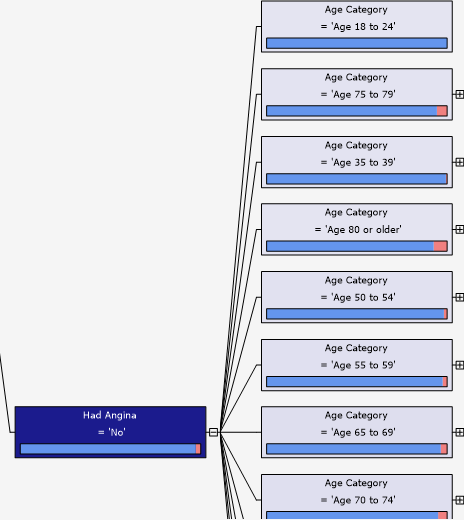 Age Category
= 'Age 18 to 24'
Age Category
= 'Age 75 to 79'
Age Category
= 'Age 35 to 39'
Age Category
= 'Age 80 or older'
Age Category
= 'Age 50 to 54'
Age Category
= 'Age 55 to 59'
Had Angina
= 'No'
Age Category
= 'Age 65 to 69'
Age Category
= 'Age 70 to 74'